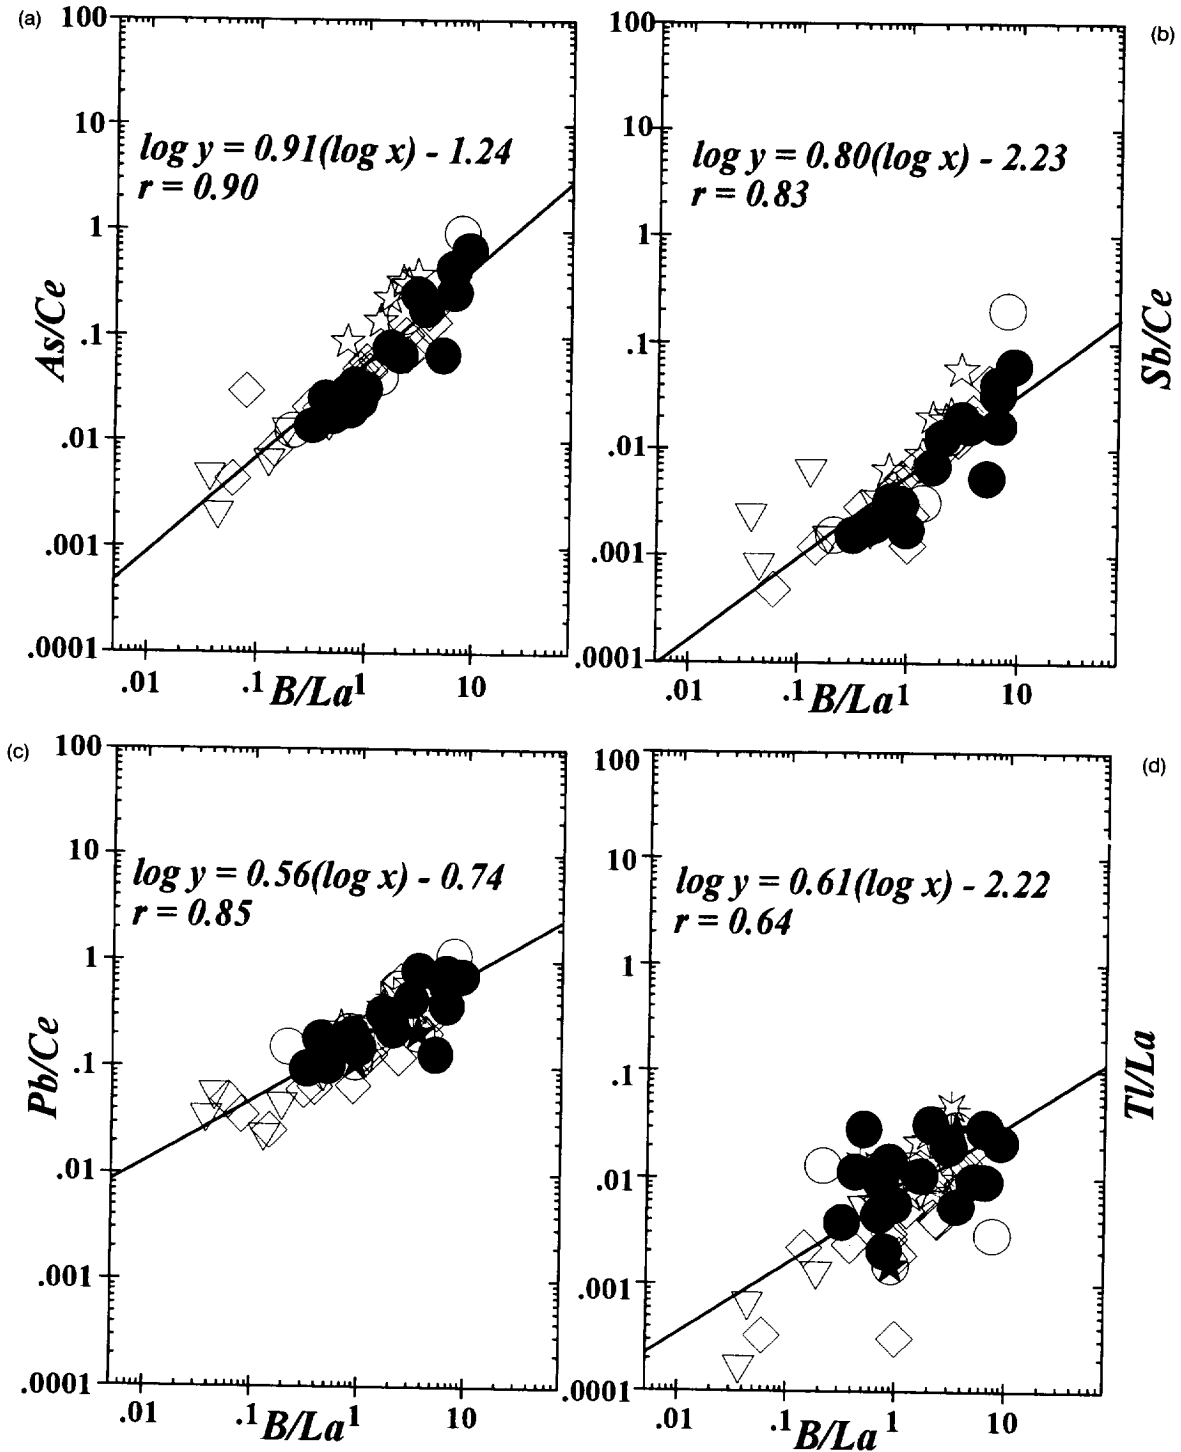 (a)
100
10
1
.1
.01
.001
.0001
As/Ce
log y = 0.91(log x) - 1.24
r = 0.90
.01
.1
B/La
1
10
(b)
100
10
1
.1
.01
.001
.0001
Sb/Ce
log y = 0.80(log x) - 2.23
r = 0.83
.01
.1
B/La
1
10
(c)
100
10
1
.1
.01
.001
.0001
Pb/Ce
log y = 0.56(log x) - 0.74
r = 0.85
.01
.1
B/La
1
10
(d)
100
10
1
.1
.01
.001
.0001
Tl/La
log y = 0.61(log x) - 2.22
r = 0.64
.01
.1
B/La
1
10